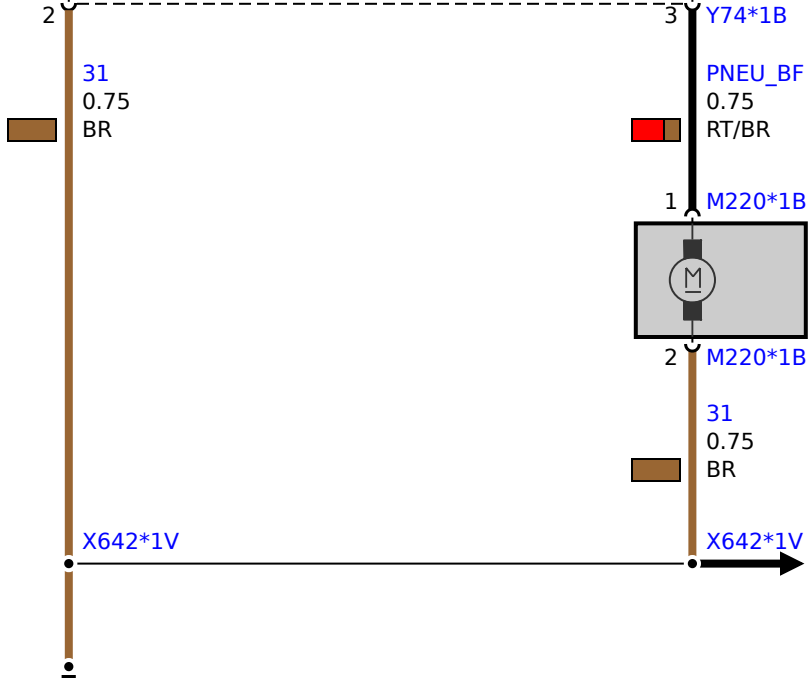 2
3 Y74*1B
31
0.75
BR
PNEU_BF
0.75
RT/BR
1 M220*1B
M
2 M220*1B
31
0.75
BR
X642*1V
X642*1V